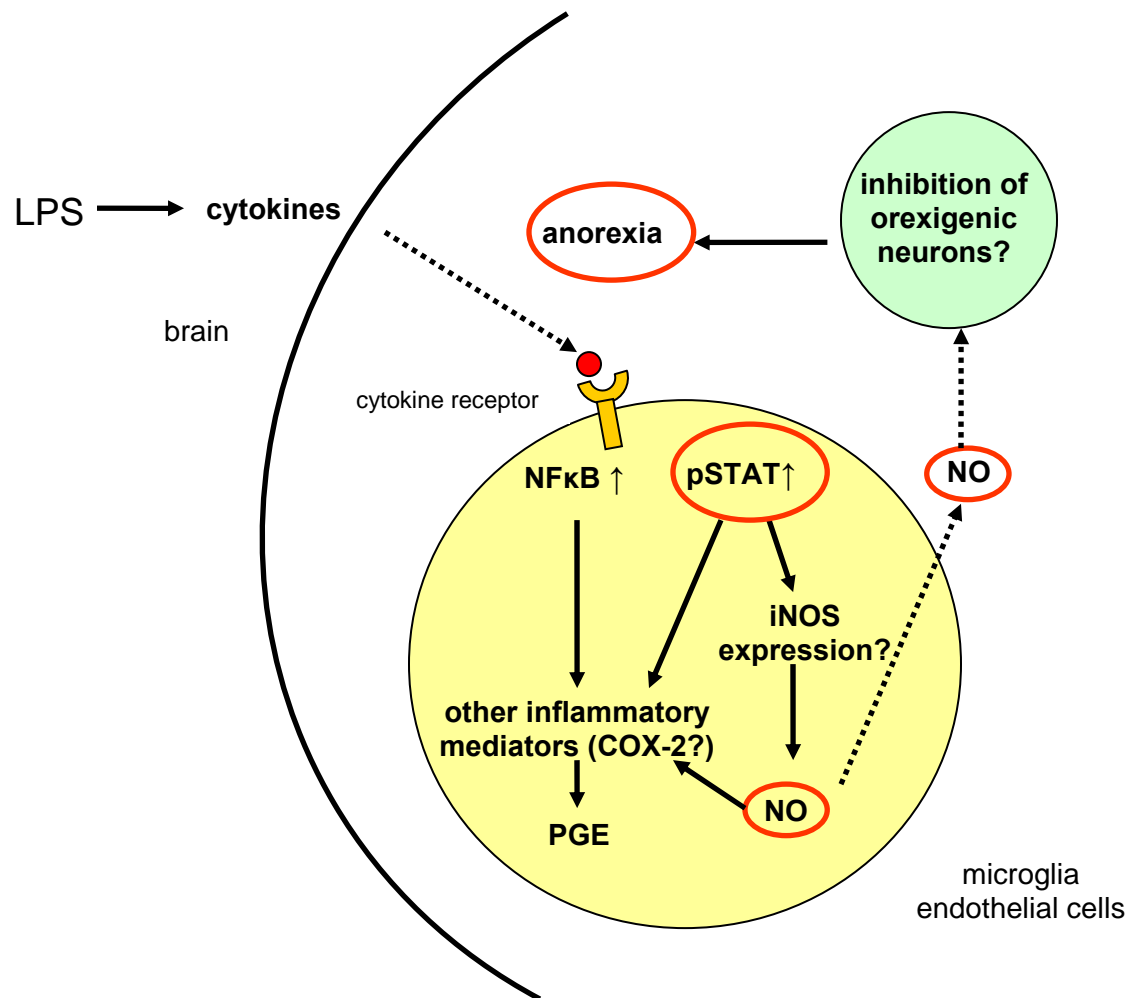 inhibition of
orexigenic
neurons?
LPS
cytokines
anorexia
brain
cytokine receptor
NFκB ↑
pSTAT↑
NO
iNOS
expression?
other inflammatory
mediators (COX-2?)
NO
PGE
microglia
endothelial cells